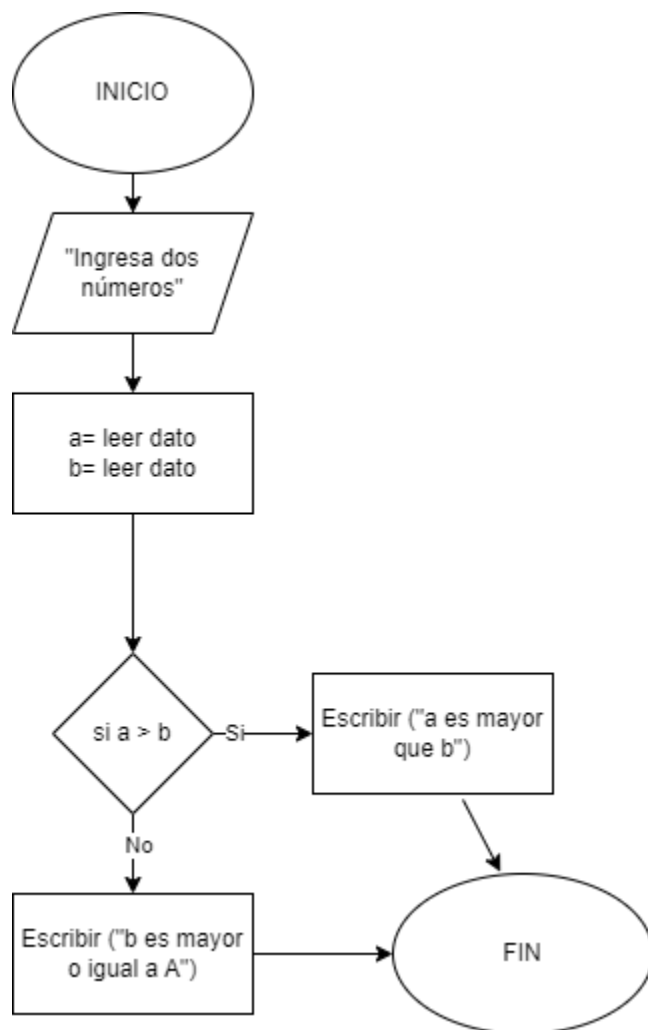 INICIO
"Ingresa dos
números"
a= leer dato
b= leer dato
si a > b
Si
Escribir ("a es mayor
que b")
No
Escribir ("b es mayor
o igual a A")
FIN